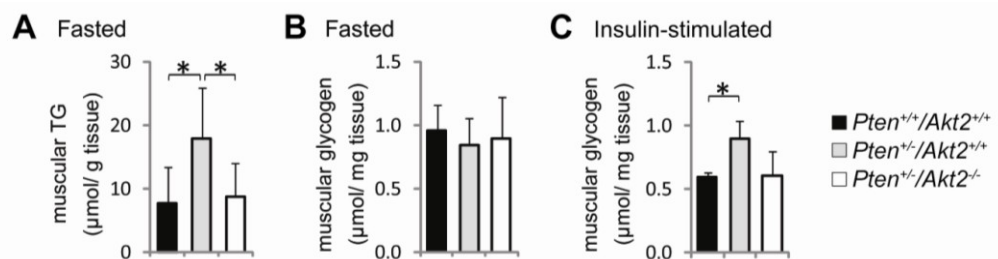 A Fasted
muscular TG
(µmol/ g tissue)
30
20
10
0
* *
B Fasted
muscular glycogen
(µmol/ mg tissue)
1.5
1.0
0.5
0.0
C Insulin-stimulated
muscular glycogen
(µmol/ mg tissue)
1.5
1.0
0.5
0.0
*
Pten+/+/Akt2+/+
Pten+/-/Akt2+/+
Pten+/-/Akt2-/-